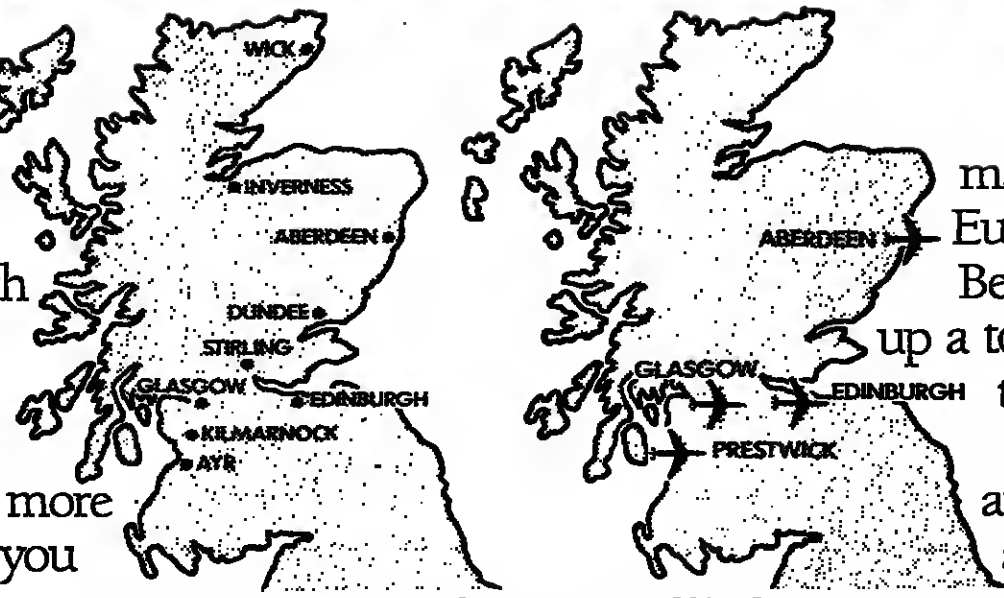 WICK
INVERNESS
ABERDEEN
DUNDEE
STIRLING
GLASGOW
EDINBURGH
KILMARNOCK
AYR
h
more
you
ABERDEEN
GLASGOW
EDINBURGH
PRESTWICK
m
Eu
Be
up a to
t
a